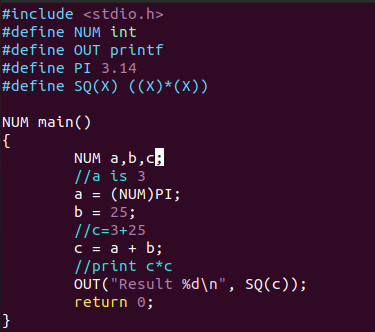 #include <stdio.h>
#define NUM int
#define OUT printf
#define PI 3.14
#define SQ(X) ((X)*(X))
NUM main()
{
NUM a,b,c;
//a is 3
a = (NUM)PI;
b = 25;
//c=3+25
c = a + b;
//print c*c
OUT("Result %d\n", SQ(c));
return 0;
}